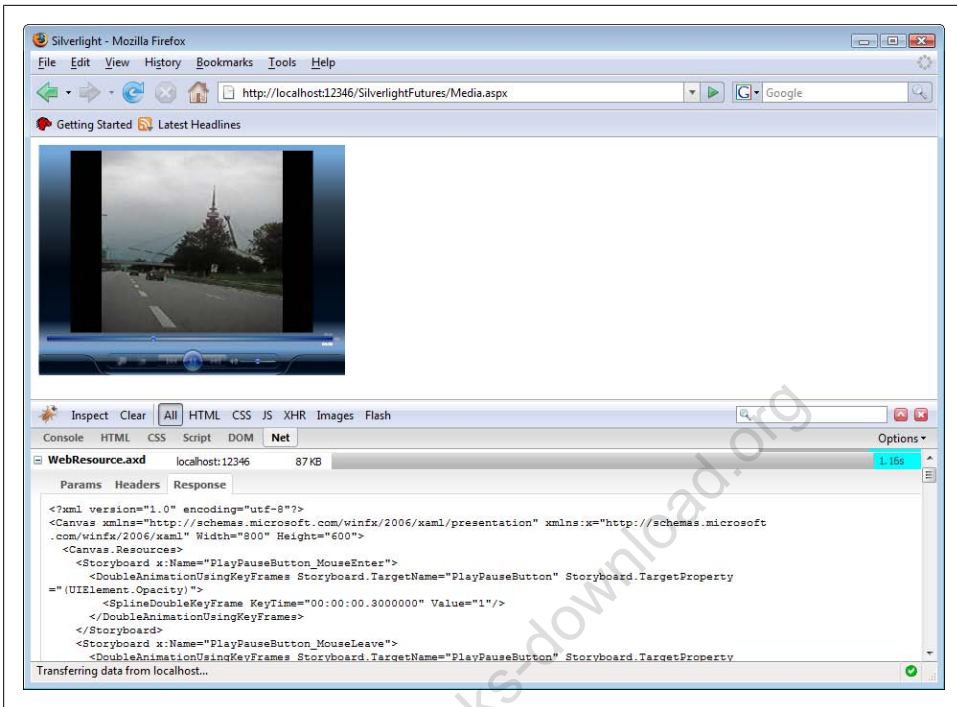 Silverlight - Mozilla Firefox
File Edit View History Bookmarks Tools Help
http://localhost:12346/SilverlightFutures/Media.aspx
G Google
Getting Started Latest Headlines
Inspect Clear All HTML CSS JS XHR Images Flash
Console HTML CSS Script DOM Net Options
WebResource.axd localhost:12346 87 KB 1.16s
Params Headers Response
<?xml version="1.0" encoding="utf-8"?>
<Canvas xmlns="http://schemas.microsoft.com/winfx/2006/xaml/presentation" xmlns:x="http://schemas.microsoft
.com/winfx/2006/xaml" Width="800" Height="600">
<Canvas.Resources>
<Storyboard x:Name="PlayPauseButton_MouseEnter">
<DoubleAnimationUsingKeyFrames Storyboard.TargetName="PlayPauseButton" Storyboard.TargetProperty
="(UIElement.Opacity)">
<SplineDoubleKeyFrame KeyTime="00:00:00.3000000" Value="1"/>
</DoubleAnimationUsingKeyFrames>
</Storyboard>
<Storyboard x:Name="PlayPauseButton_MouseLeave">
<DoubleAnimationUsingKeyFrames Storyboard.TargetName="PlayPauseButton" Storyboard.TargetProperty
Transferring data from localhost...
ks-download.org